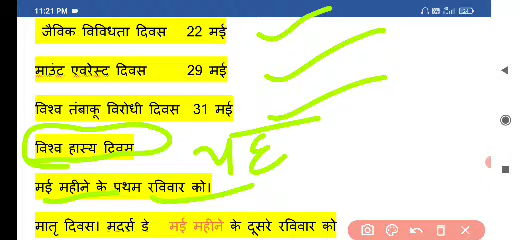 11:21 PM
जैविक विविधता दिवस 22 मई
माउंट एवरेस्ट दिवस 29 मई
विश्व तंबाकू विरोधी दिवस 31 मई
विश्व हास्य दिवस
मई महीने के प्रथम रविवार को।
मातृ दिवस। मदर्स डे मई महीने के दूसरे रविवार को